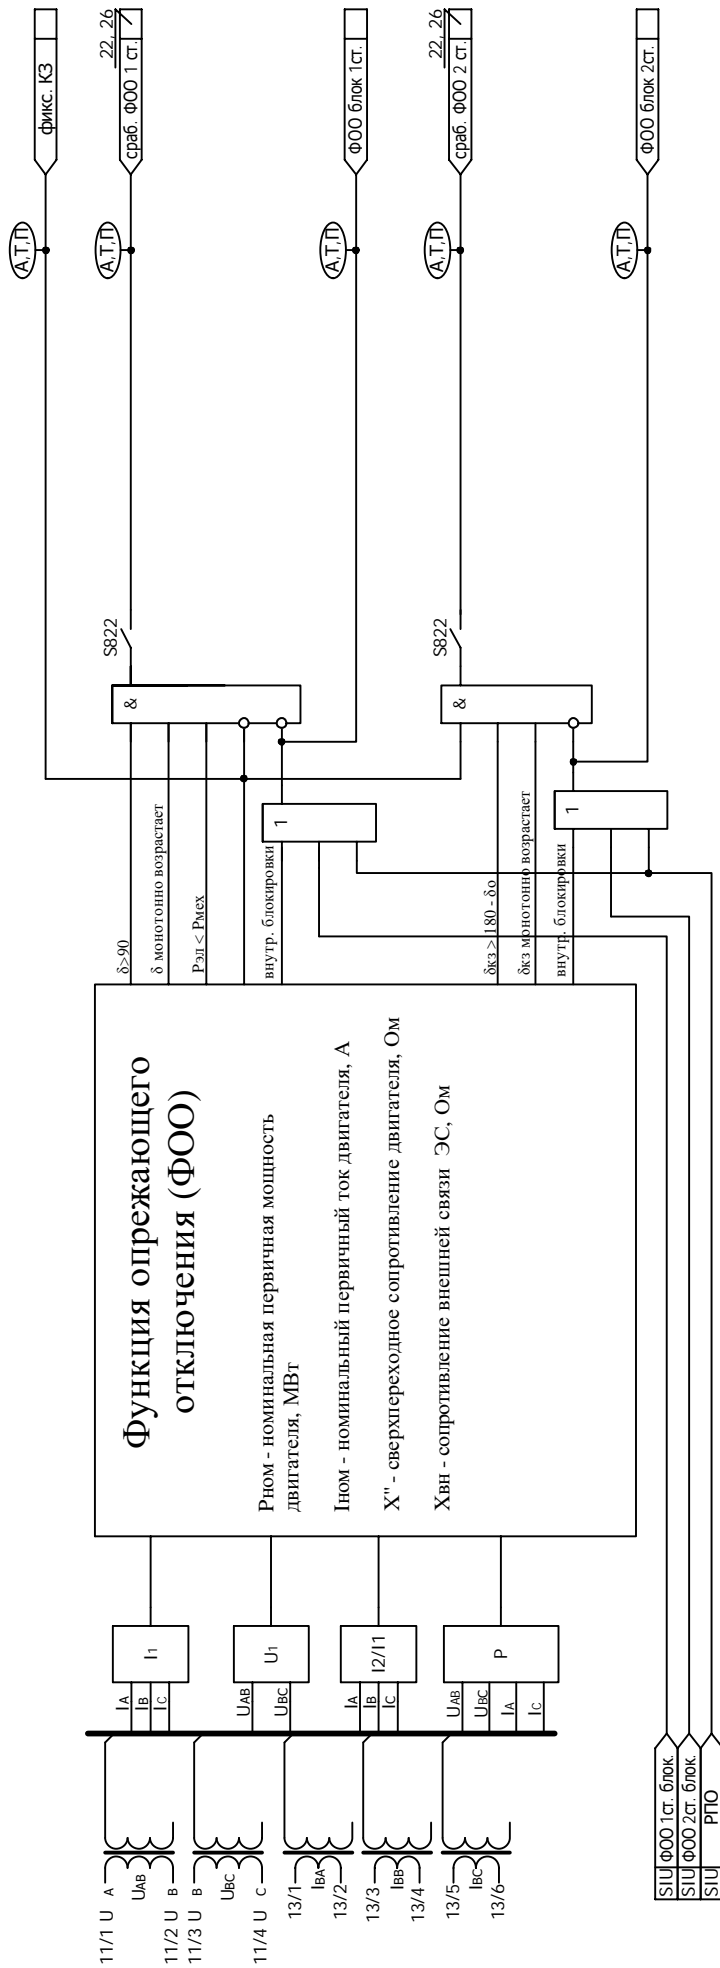 фикс. КЗ
А,Т,П
22, 26
сраб. ФОО 1 ст.
А,Т,П
ФОО блок 1ст.
А,Т,П
22, 26
сраб. ФОО 2 ст.
А,Т,П
ФОО блок 2ст.
А,Т,П
S822
&
S822
&
1
1
δ>90
δ монотонно возрастает
Pэл < Pмех
внутр. блокировки
δкз > 180 - δо
δкз монотонно возрастает
внутр. блокировки
Функция опрежающего
отключения (ФОО)
Pном - номинальная первичная мощность
двигателя, МВт
Iном - номинальный первичный ток двигателя, А
X" - сверхпереходное сопротивление двигателя, Ом
Xвн - сопротивление внешней связи ЭС, Ом
I1
U1
I2/I1
P
IA
IB
IC
UAB
UBC
IA
IB
IC
UAB
UBC
IA
IC
11/1 U A
UAB
11/2 U B
11/3 U B
UBC
11/4 U C
13/1
IBA
13/2
13/3
IBB
13/4
13/5
IBC
13/6
SIU ФОО 1ст. блок.
SIU ФОО 2ст. блок.
SIU РПО